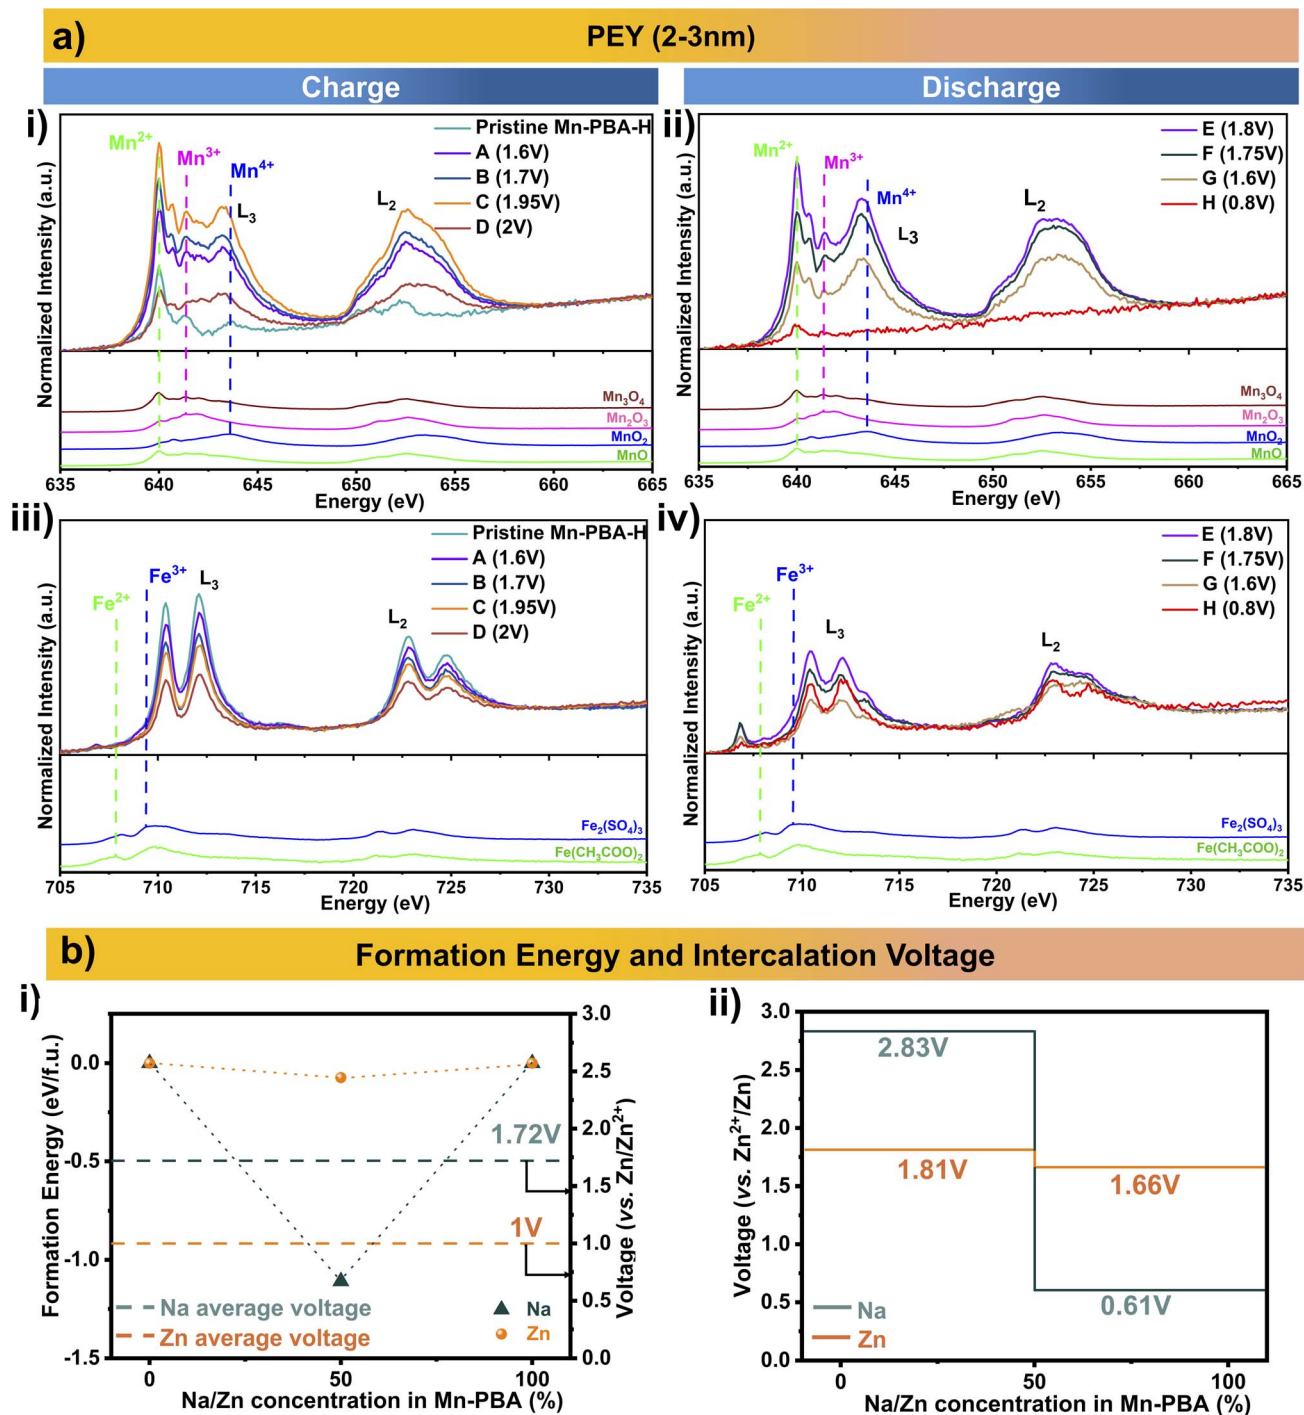 a)
PEY (2-3nm)
Charge
Discharge
i)
Normalized Intensity (a.u.)
Mn²⁺
Mn³⁺
Mn⁴⁺
L₃
L₂
Pristine Mn-PBA-H
A (1.6V)
B (1.7V)
C (1.95V)
D (2V)
Normalized Intensity (a.u.)
Mn₃O₄
Mn₂O₃
MnO₂
MnO
635 640 645 650 655 660 665
Energy (eV)
ii)
Normalized Intensity (a.u.)
Mn²⁺
Mn³⁺
Mn⁴⁺
L₃
L₂
E (1.8V)
F (1.75V)
G (1.6V)
H (0.8V)
Mn₃O₄
Mn₂O₃
MnO₂
MnO
635 640 645 650 655 660 665
Energy (eV)
iii)
Normalized Intensity (a.u.)
Fe²⁺
Fe³⁺
L₃
L₂
Pristine Mn-PBA-H
A (1.6V)
B (1.7V)
C (1.95V)
D (2V)
Fe₂(SO₄)₃
Fe(CH₃COO)₂
705 710 715 720 725 730 735
Energy (eV)
iv)
Normalized Intensity (a.u.)
Fe²⁺
Fe³⁺
L₃
L₂
E (1.8V)
F (1.75V)
G (1.6V)
H (0.8V)
Fe₂(SO₄)₃
Fe(CH₃COO)₂
705 710 715 720 725 730 735
Energy (eV)
b)
Formation Energy and Intercalation Voltage
i)
Formation Energy (eV/f.u.)
0.0
-0.5
-1.0
-1.5
1.72V
1V
Na average voltage
Zn average voltage
Na
Zn
3.0
2.5
2.0
1.5
1.0
0.5
0.0
Voltage (vs. Zn/Zn²⁺)
0 50 100
Na/Zn concentration in Mn-PBA (%)
ii)
Voltage (vs. Zn²⁺/Zn)
3.0
2.5
2.0
1.5
1.0
0.5
0.0
2.83V
1.81V
1.66V
0.61V
Na
Zn
0 50 100
Na/Zn concentration in Mn-PBA (%)